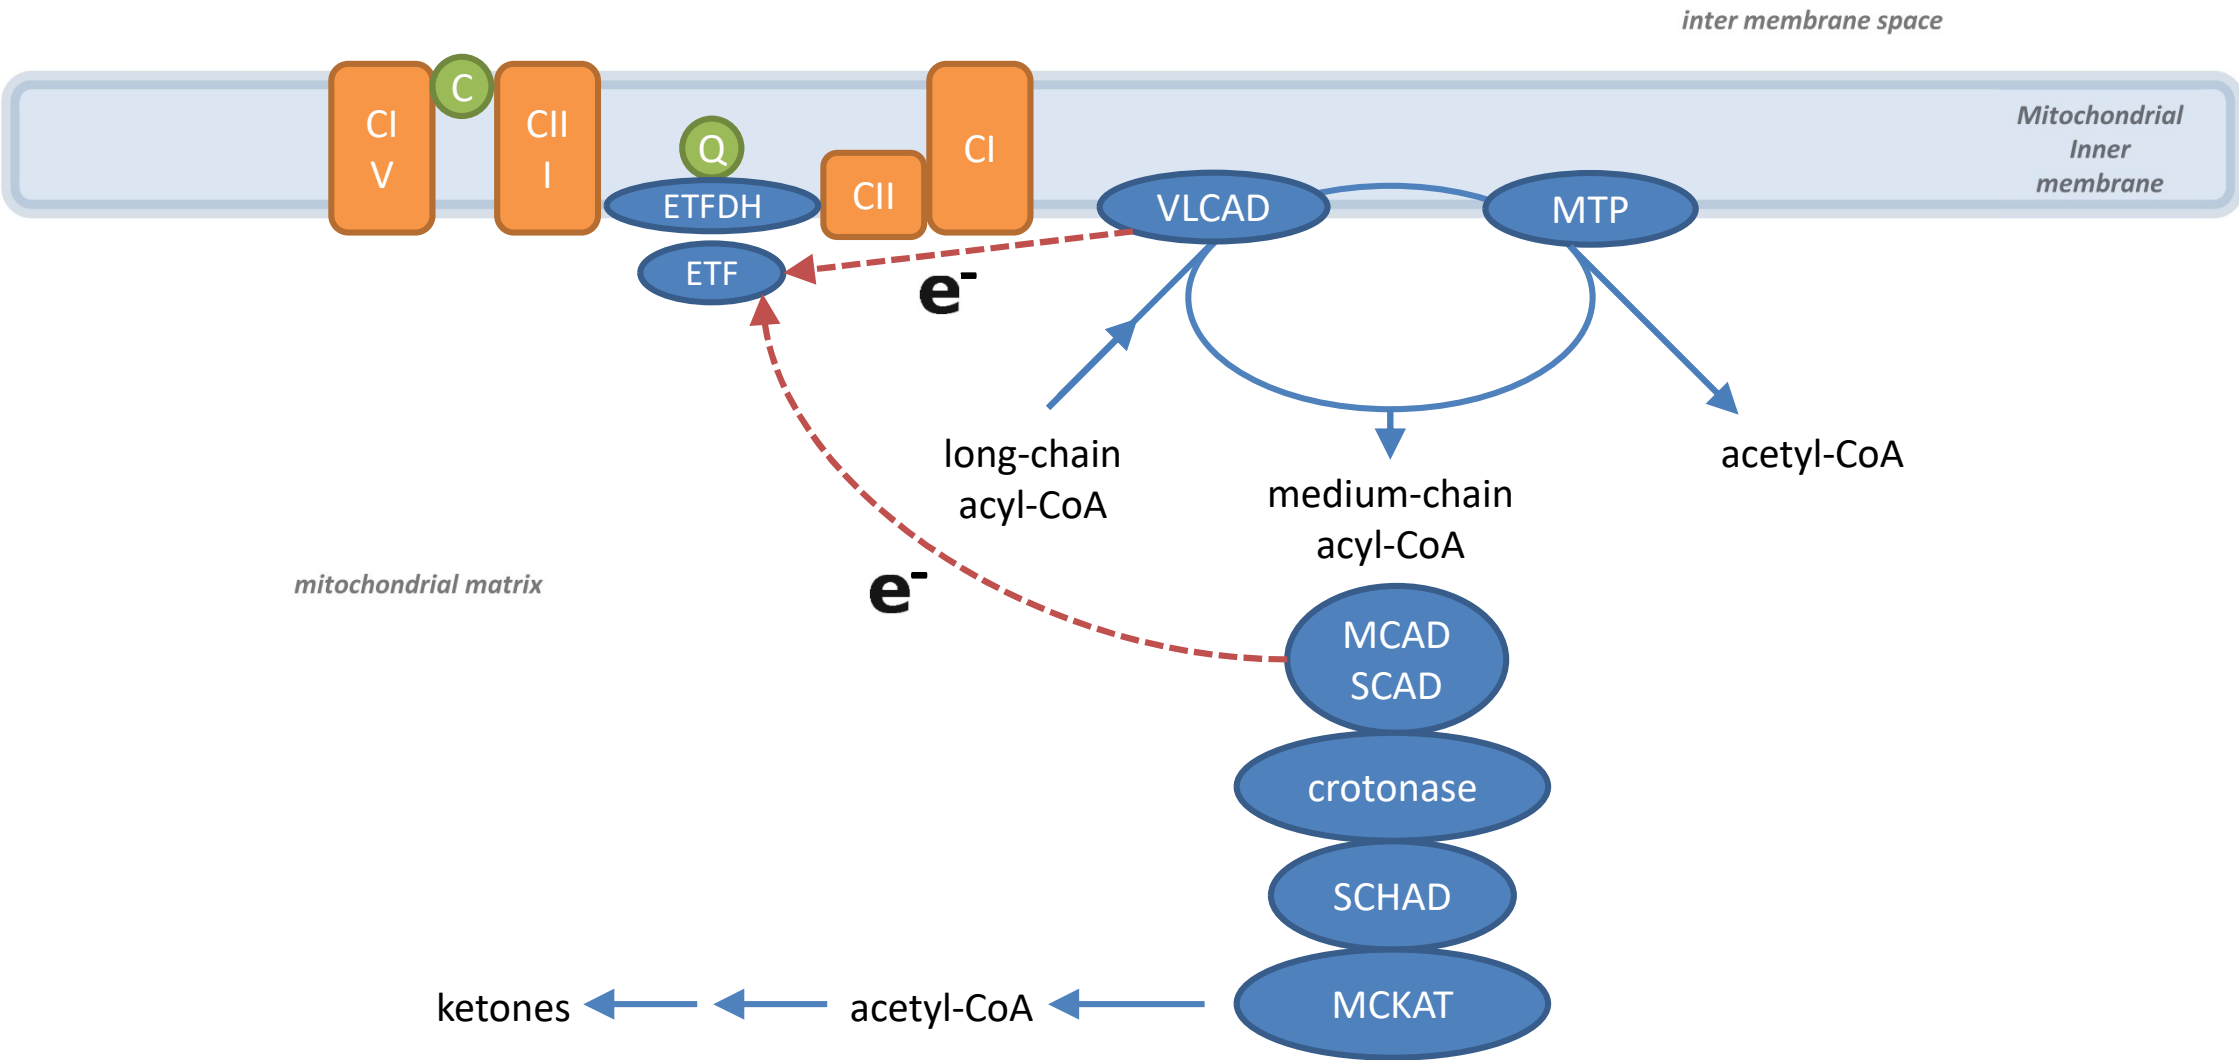 inter membrane space
CI
V
C
CII
I
Q
ETFDH
ETF
CII
CI
VLCAD
MTP
Mitochondrial
Inner
membrane
e-
long-chain
acyl-CoA
medium-chain
acyl-CoA
acetyl-CoA
mitochondrial matrix
e-
MCAD
SCAD
crotonase
SCHAD
MCKAT
acetyl-CoA
ketones